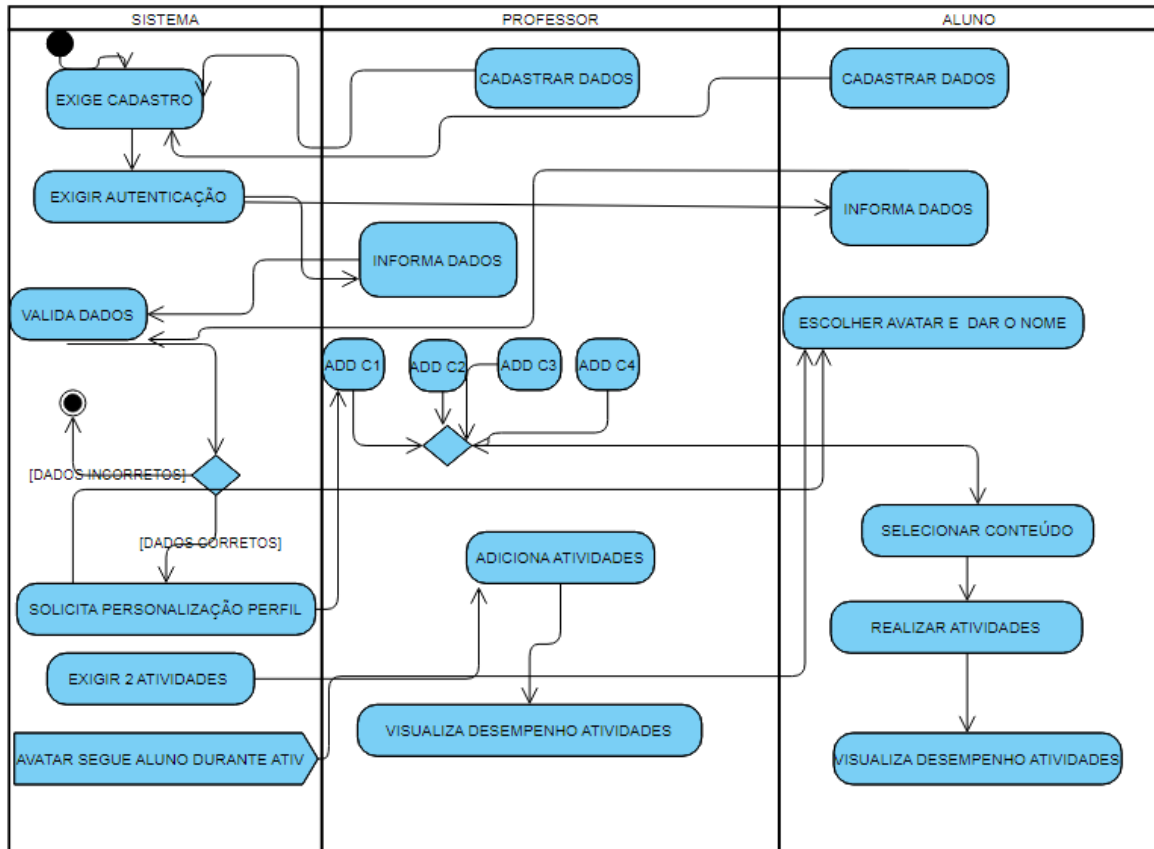 SISTEMA
PROFESSOR
ALUNO
EXIGE CADASTRO
CADASTRAR DADOS
CADASTRAR DADOS
EXIGIR AUTENTICAÇÃO
INFORMA DADOS
INFORMA DADOS
VALIDA DADOS
ESCOLHER AVATAR E DAR O NOME
ADD C1
ADD C2
ADD C3
ADD C4
[DADOS INCORRETOS]
[DADOS CORRETOS]
SELECIONAR CONTEÚDO
ADICIONA ATIVIDADES
SOLICITA PERSONALIZAÇÃO PERFIL
REALIZAR ATIVIDADES
EXIGIR 2 ATIVIDADES
VISUALIZA DESEMPENHO ATIVIDADES
AVATAR SEGUE ALUNO DURANTE ATIV
VISUALIZA DESEMPENHO ATIVIDADES